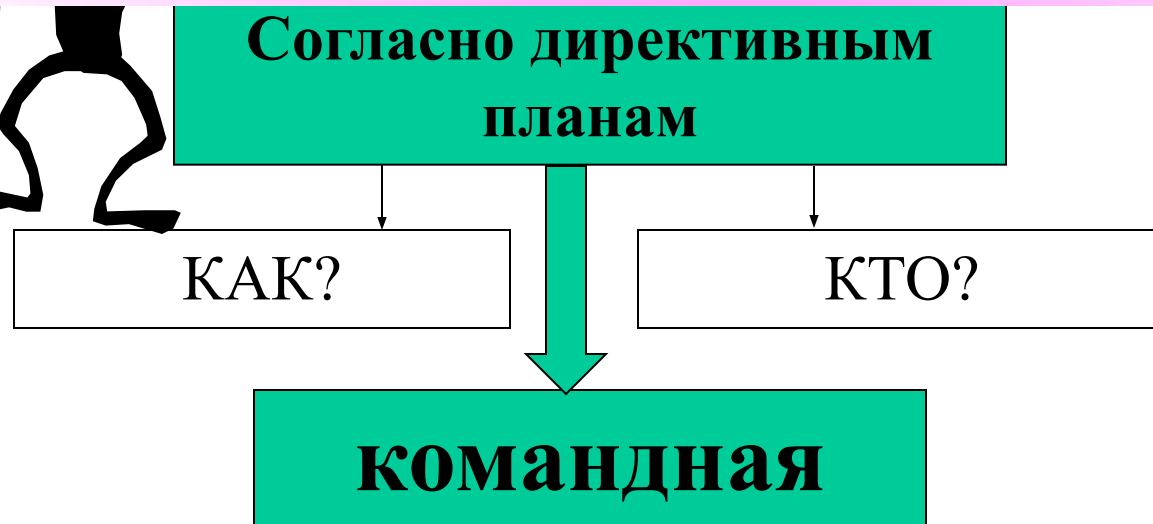 Согласно директивным
планам
КАК?
КТО?
командная